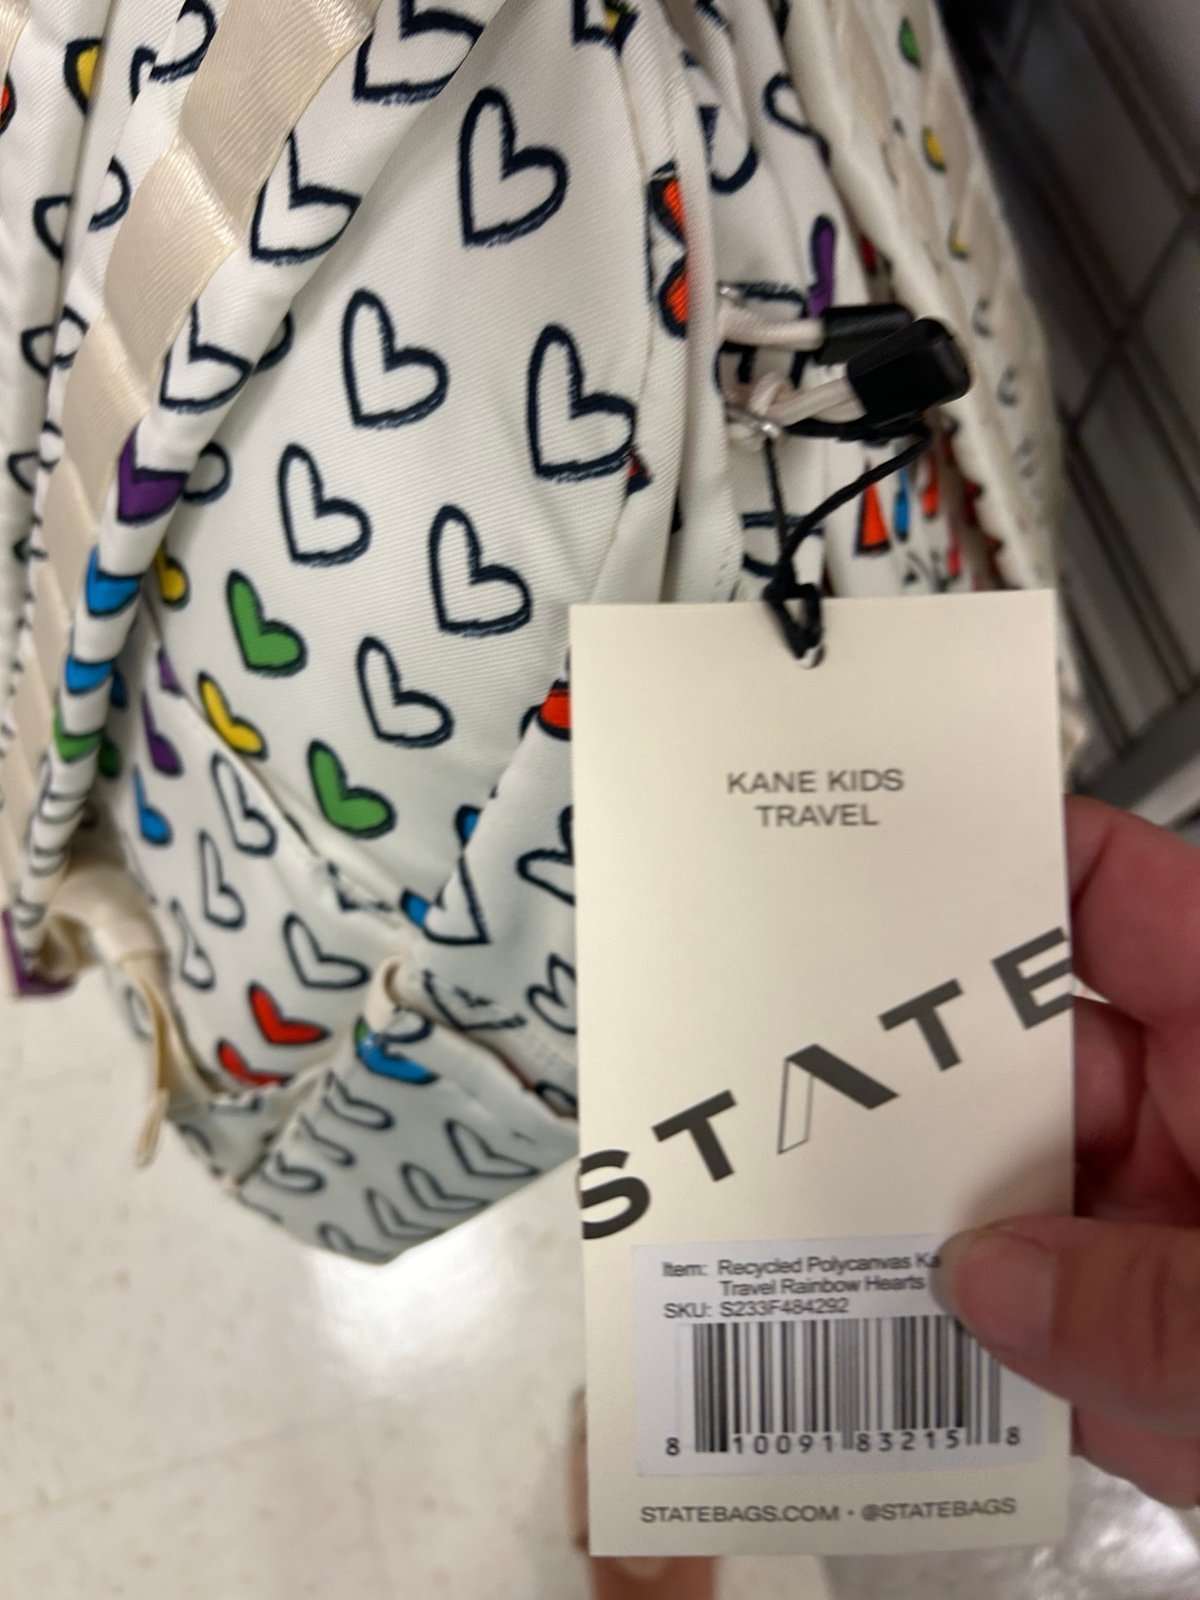 KANE KIDS
TRAVEL
STATE
Item: Recycled Polycanvas
Travel Rainbow Hearts
SKU: S233F484292
8 10091 83215 8
STATEBAGS.COM • @STATEBAGS